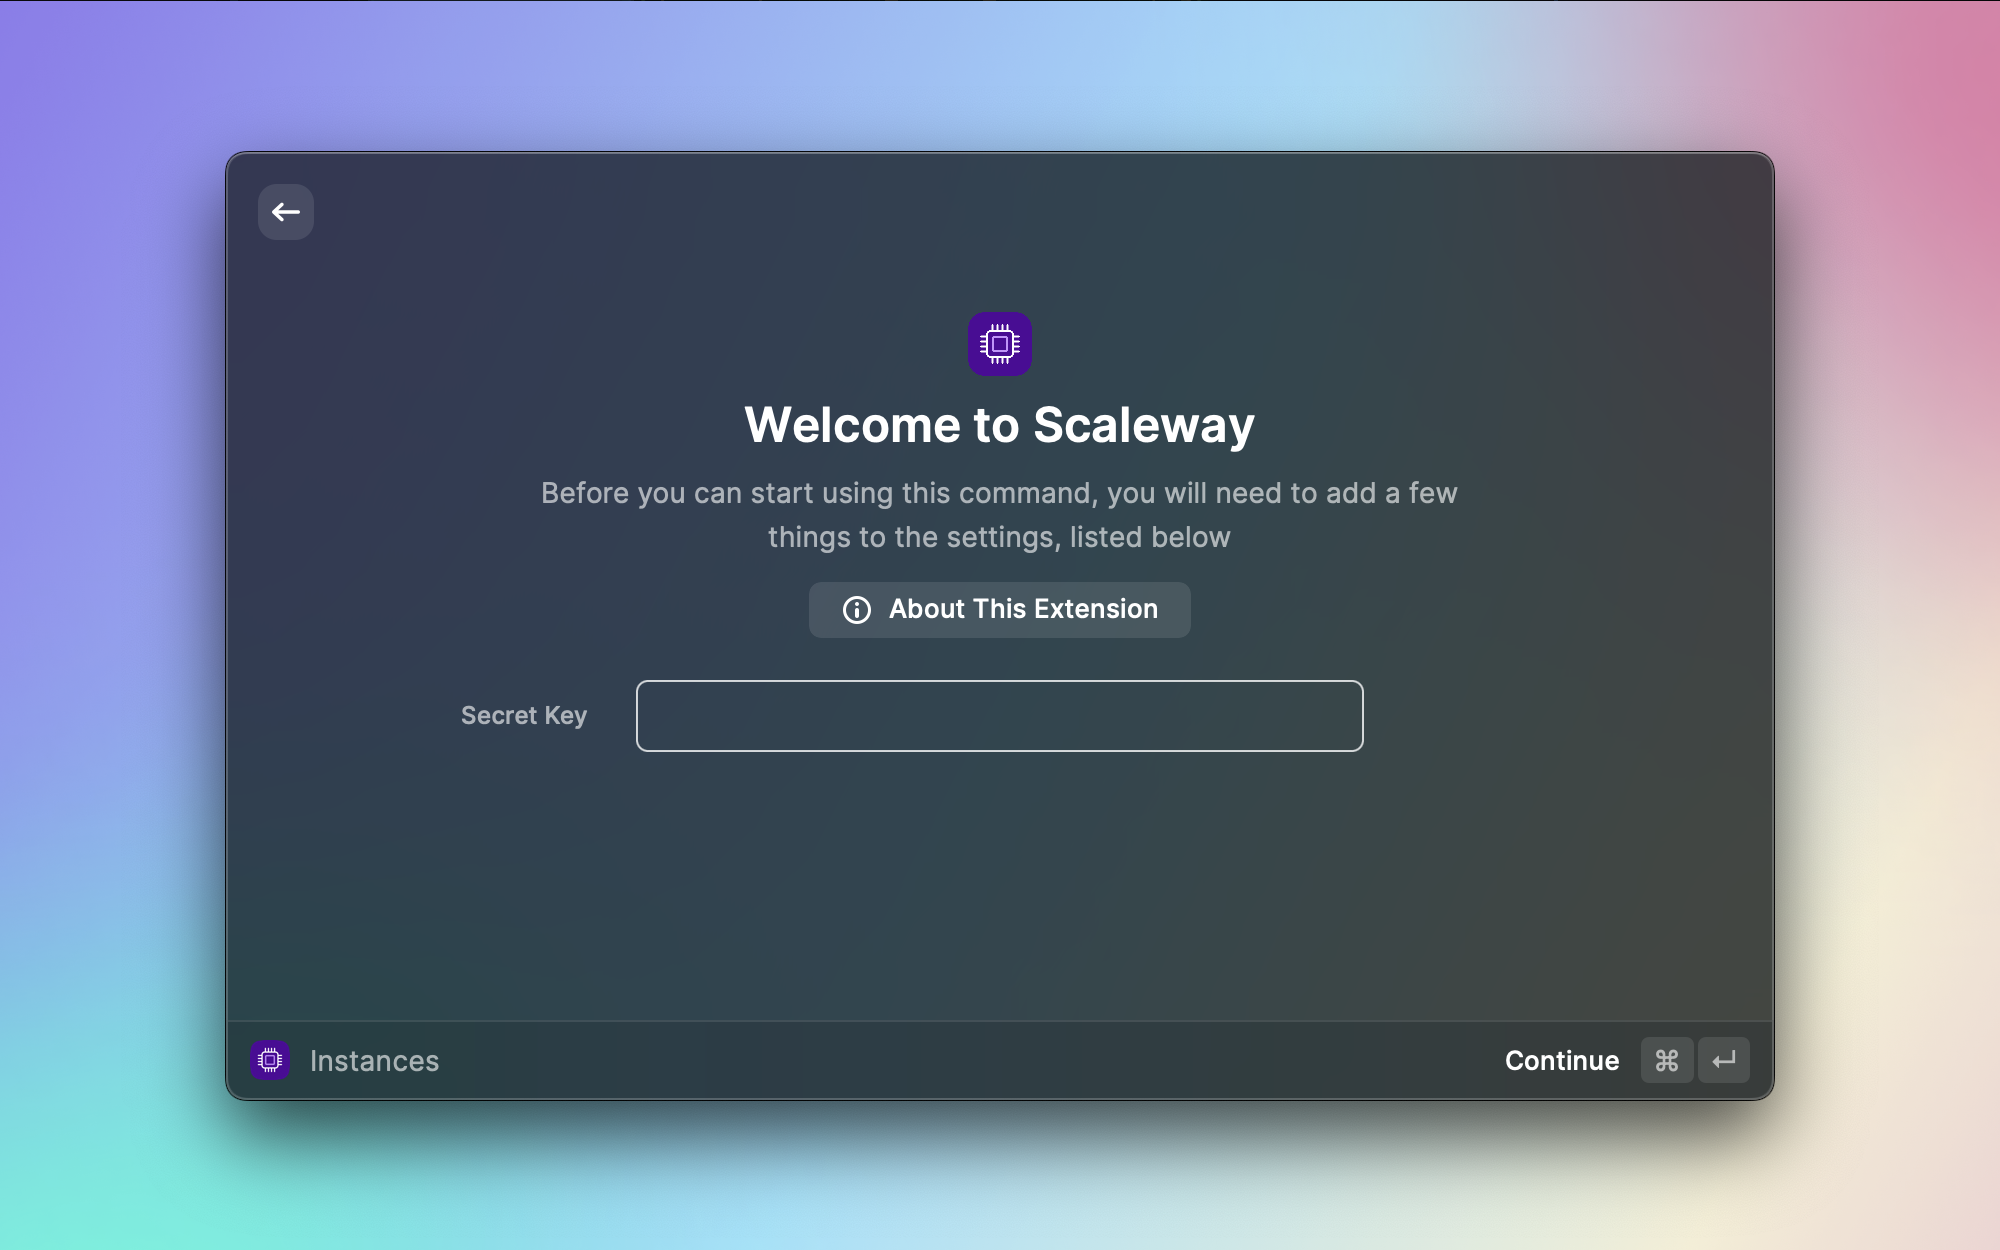 Welcome to Scaleway
Before you can start using this command, you will need to add a few
things to the settings, listed below
About This Extension
Secret Key
Instances
Continue ⌘ ↵